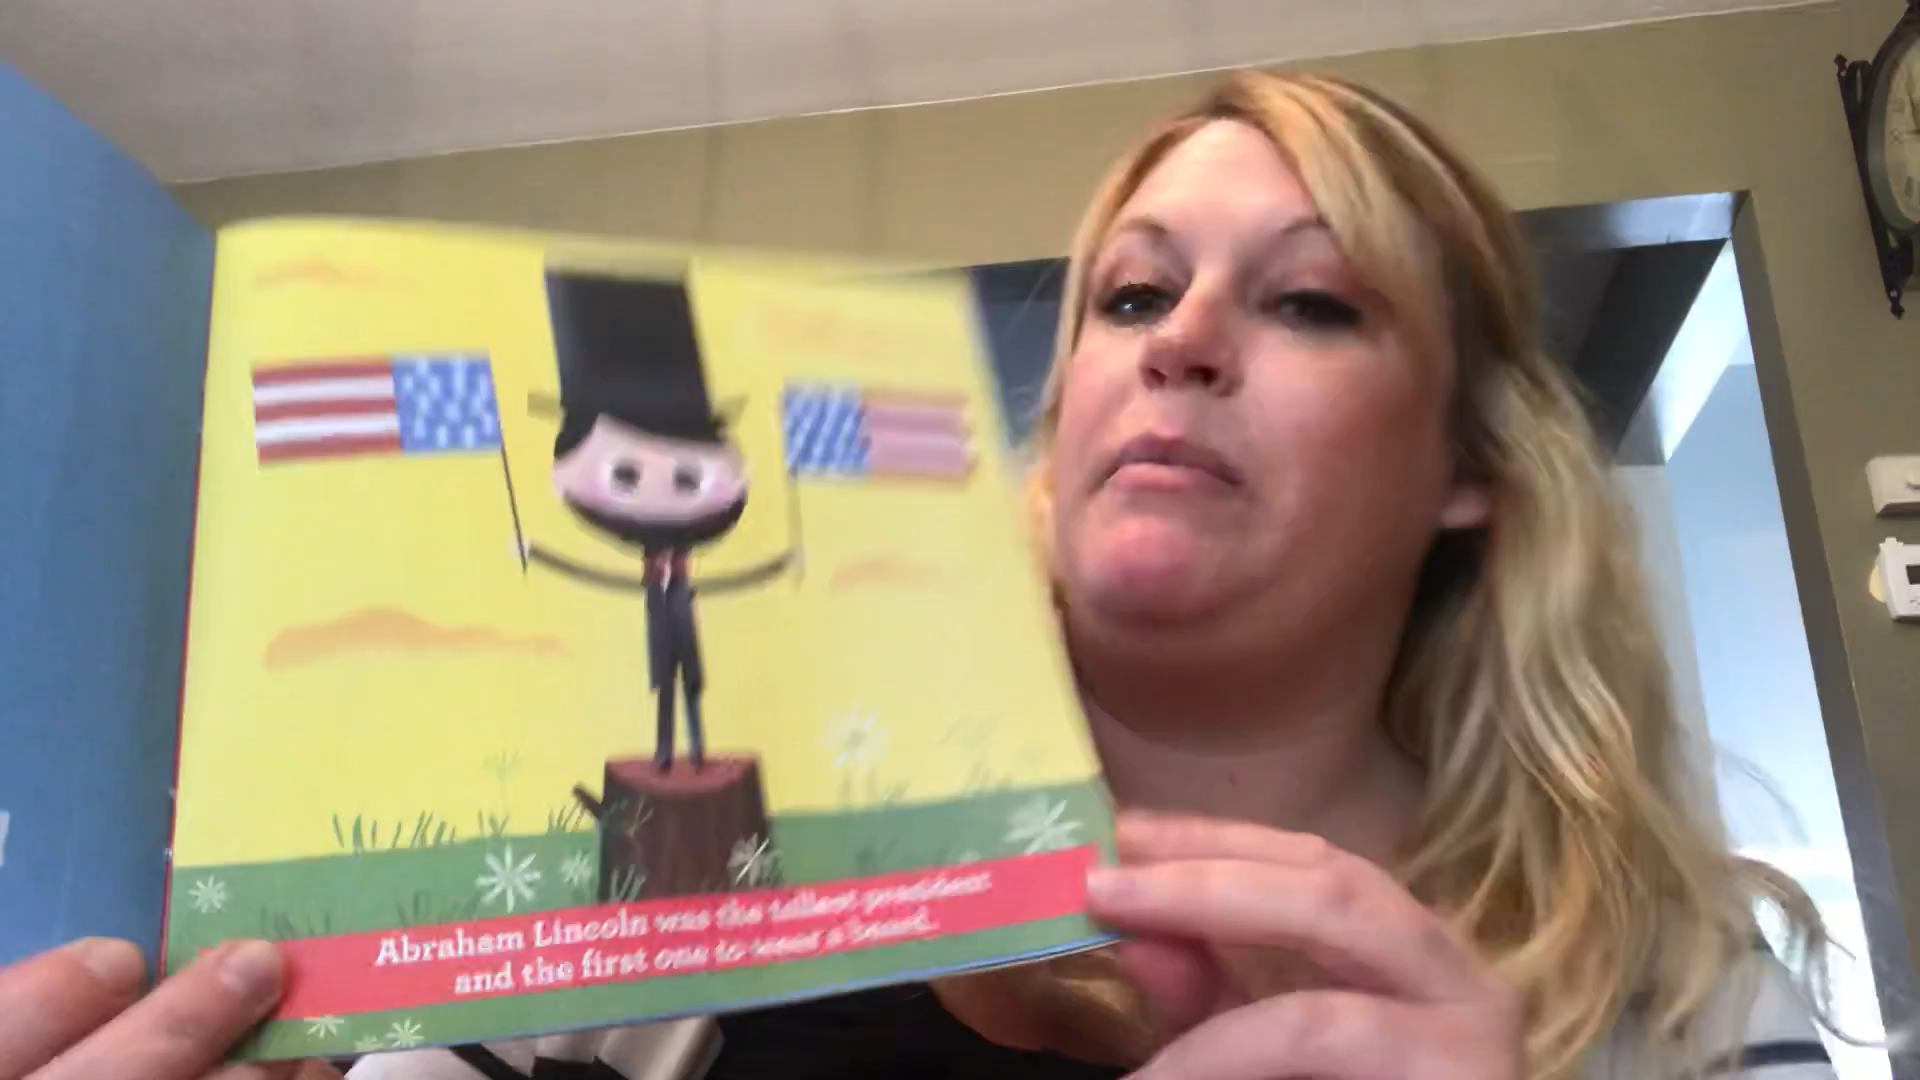 Abraham Lincoln was the tallest president
and the first one to wear a beard.